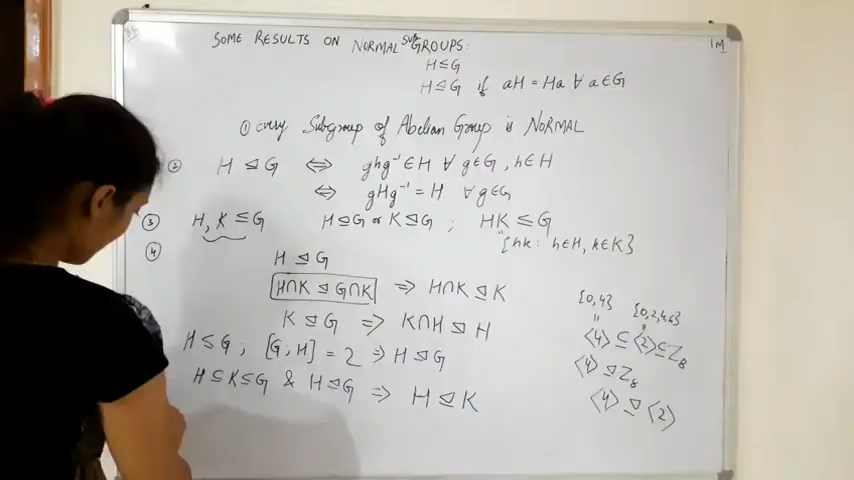 SOME RESULTS ON NORMAL SUBGROUPS:
1M
H ≤ G
H ⊴ G if aH = Ha ∀ a ∈ G
① Every Subgroup of Abelian Group is NORMAL
② H ⊴ G ⇔ ghg⁻¹ ∈ H ∀ g ∈ G, h ∈ H
⇔ gHg⁻¹ = H ∀ g ∈ G
③ H, K ≤ G H ⊴ G or K ⊴ G ; HK ≤ G
{hk : h ∈ H, k ∈ K}
④
H ⊴ G
H∩K ⊴ G∩K ⇒ H∩K ⊴ K
K ⊴ G ⇒ K∩H ⊴ H
H ≤ G ; [G : H] = 2 ⇒ H ⊴ G
H ⊆ K ≤ G & H ⊴ G ⇒ H ⊴ K
{0,4} {0,2,4,6}
⟨4⟩ ⊆ ⟨2⟩ ⊆ Z₈
⟨4⟩ ⊴ Z₈
⟨4⟩ ⊴ ⟨2⟩